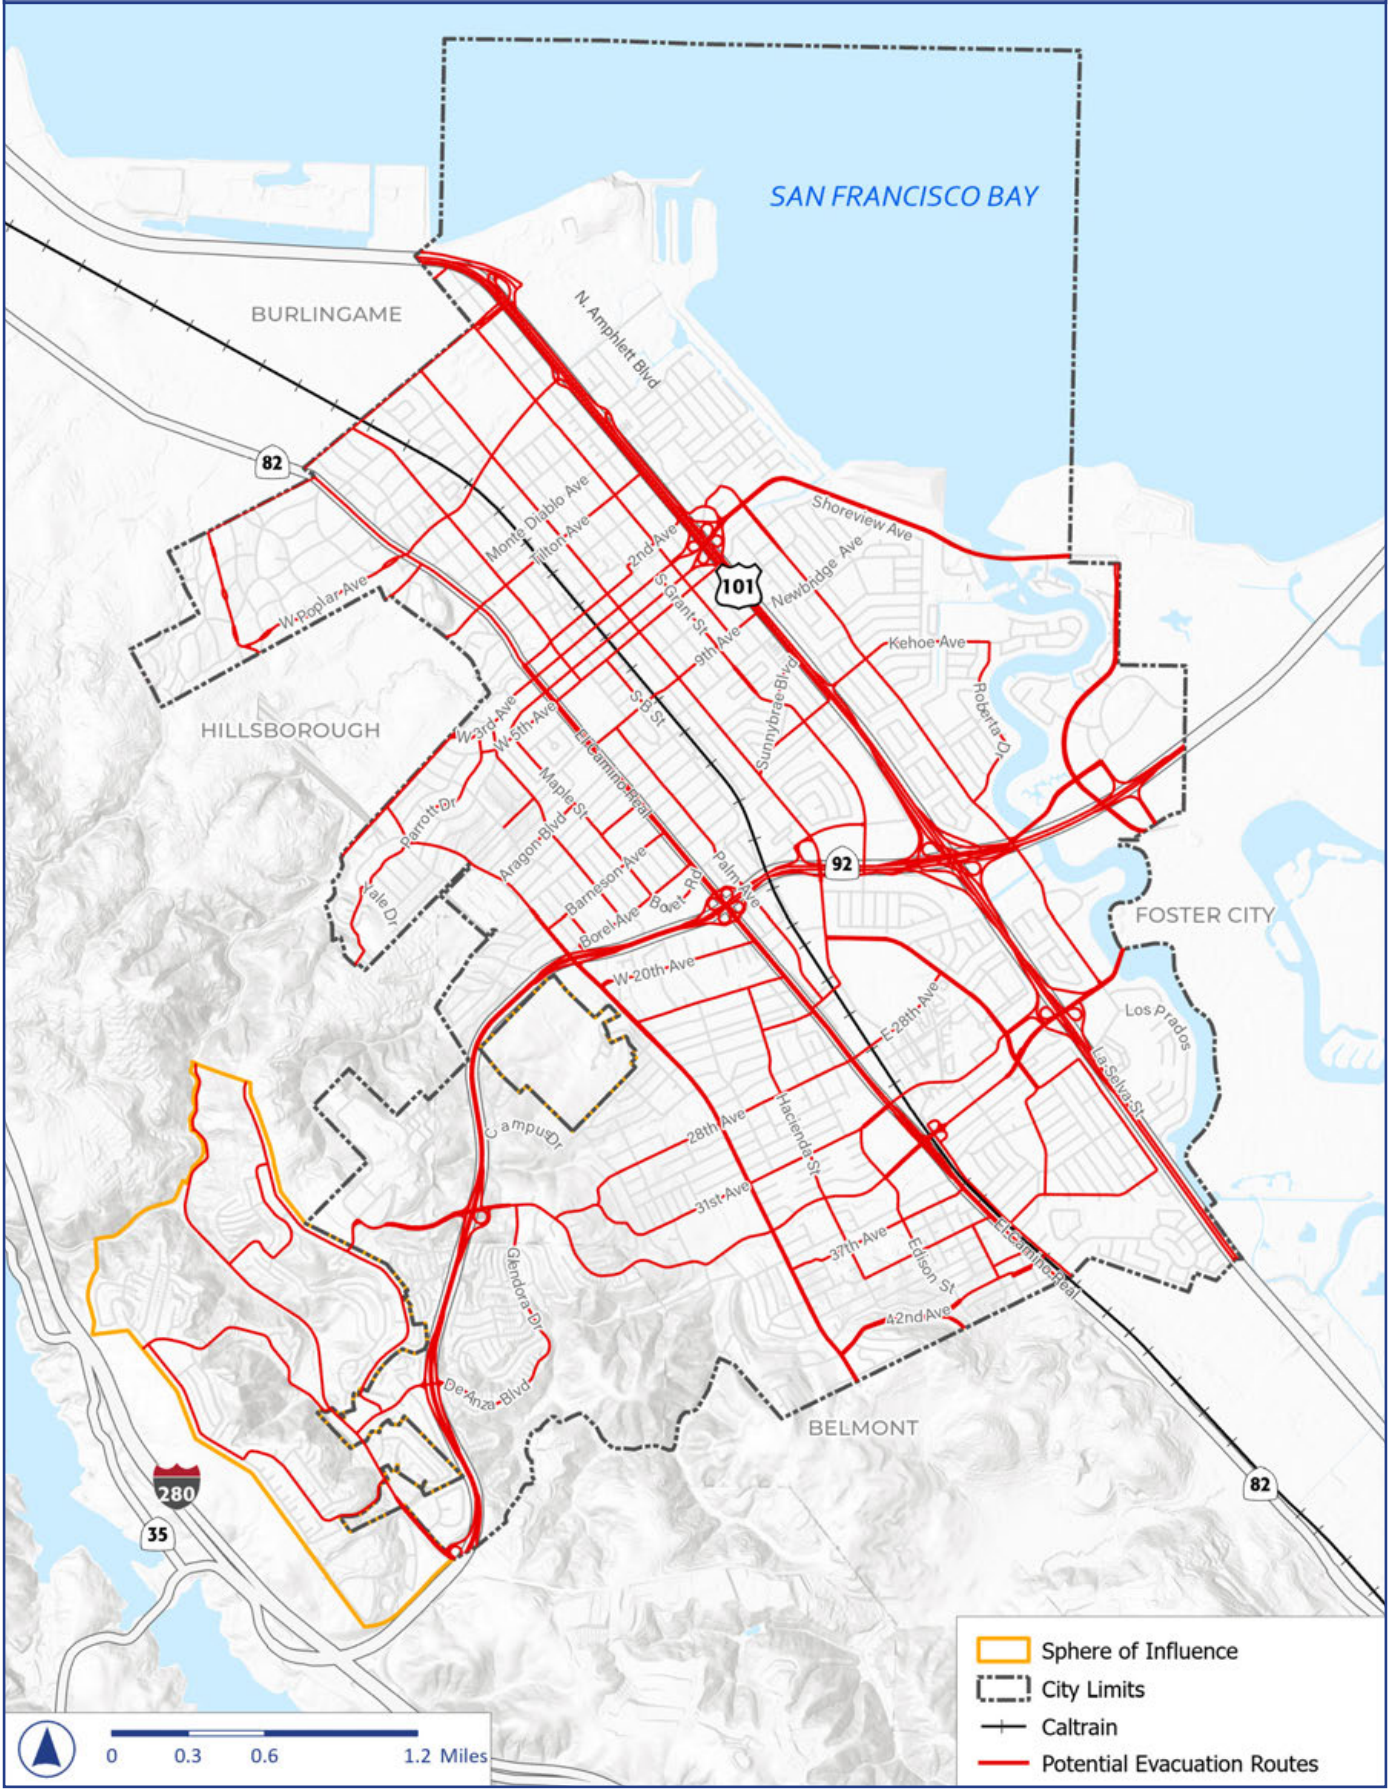 SAN FRANCISCO BAY
BURLINGAME
N. Amphlett Blvd
82
Monte Diablo Ave
Tilton Ave
2nd Ave
Shoreview Ave
101
Newbridge Ave
W Poplar Ave
S Grant St
9th Ave
Kehoe Ave
Sunnybrae Blvd
Roberta Dr
HILLSBOROUGH
W 3rd Ave
W 5th Ave
S B St
El Camino Real
Maple St
Parrott Dr
Aragon Blvd
Barneson Ave
Bovet Rd
Palm Ave
92
Yale Dr
Borel Ave
FOSTER CITY
W 20th Ave
E 28th Ave
Los Prados
La Selva St
Campus Dr
28th Ave
Hacienda St
31st Ave
37th Ave
Edison St
El Camino Real
Glendora Dr
42nd Ave
De Anza Blvd
BELMONT
280
35
82
Sphere of Influence
City Limits
Caltrain
Potential Evacuation Routes
0 0.3 0.6 1.2 Miles